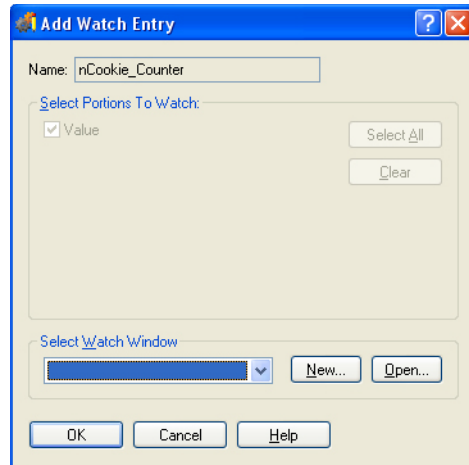 Add Watch Entry
Name: nCookie_Counter
Select Portions To Watch:
Value
Select All
Clear
Select Watch Window
New... Open...
OK Cancel Help